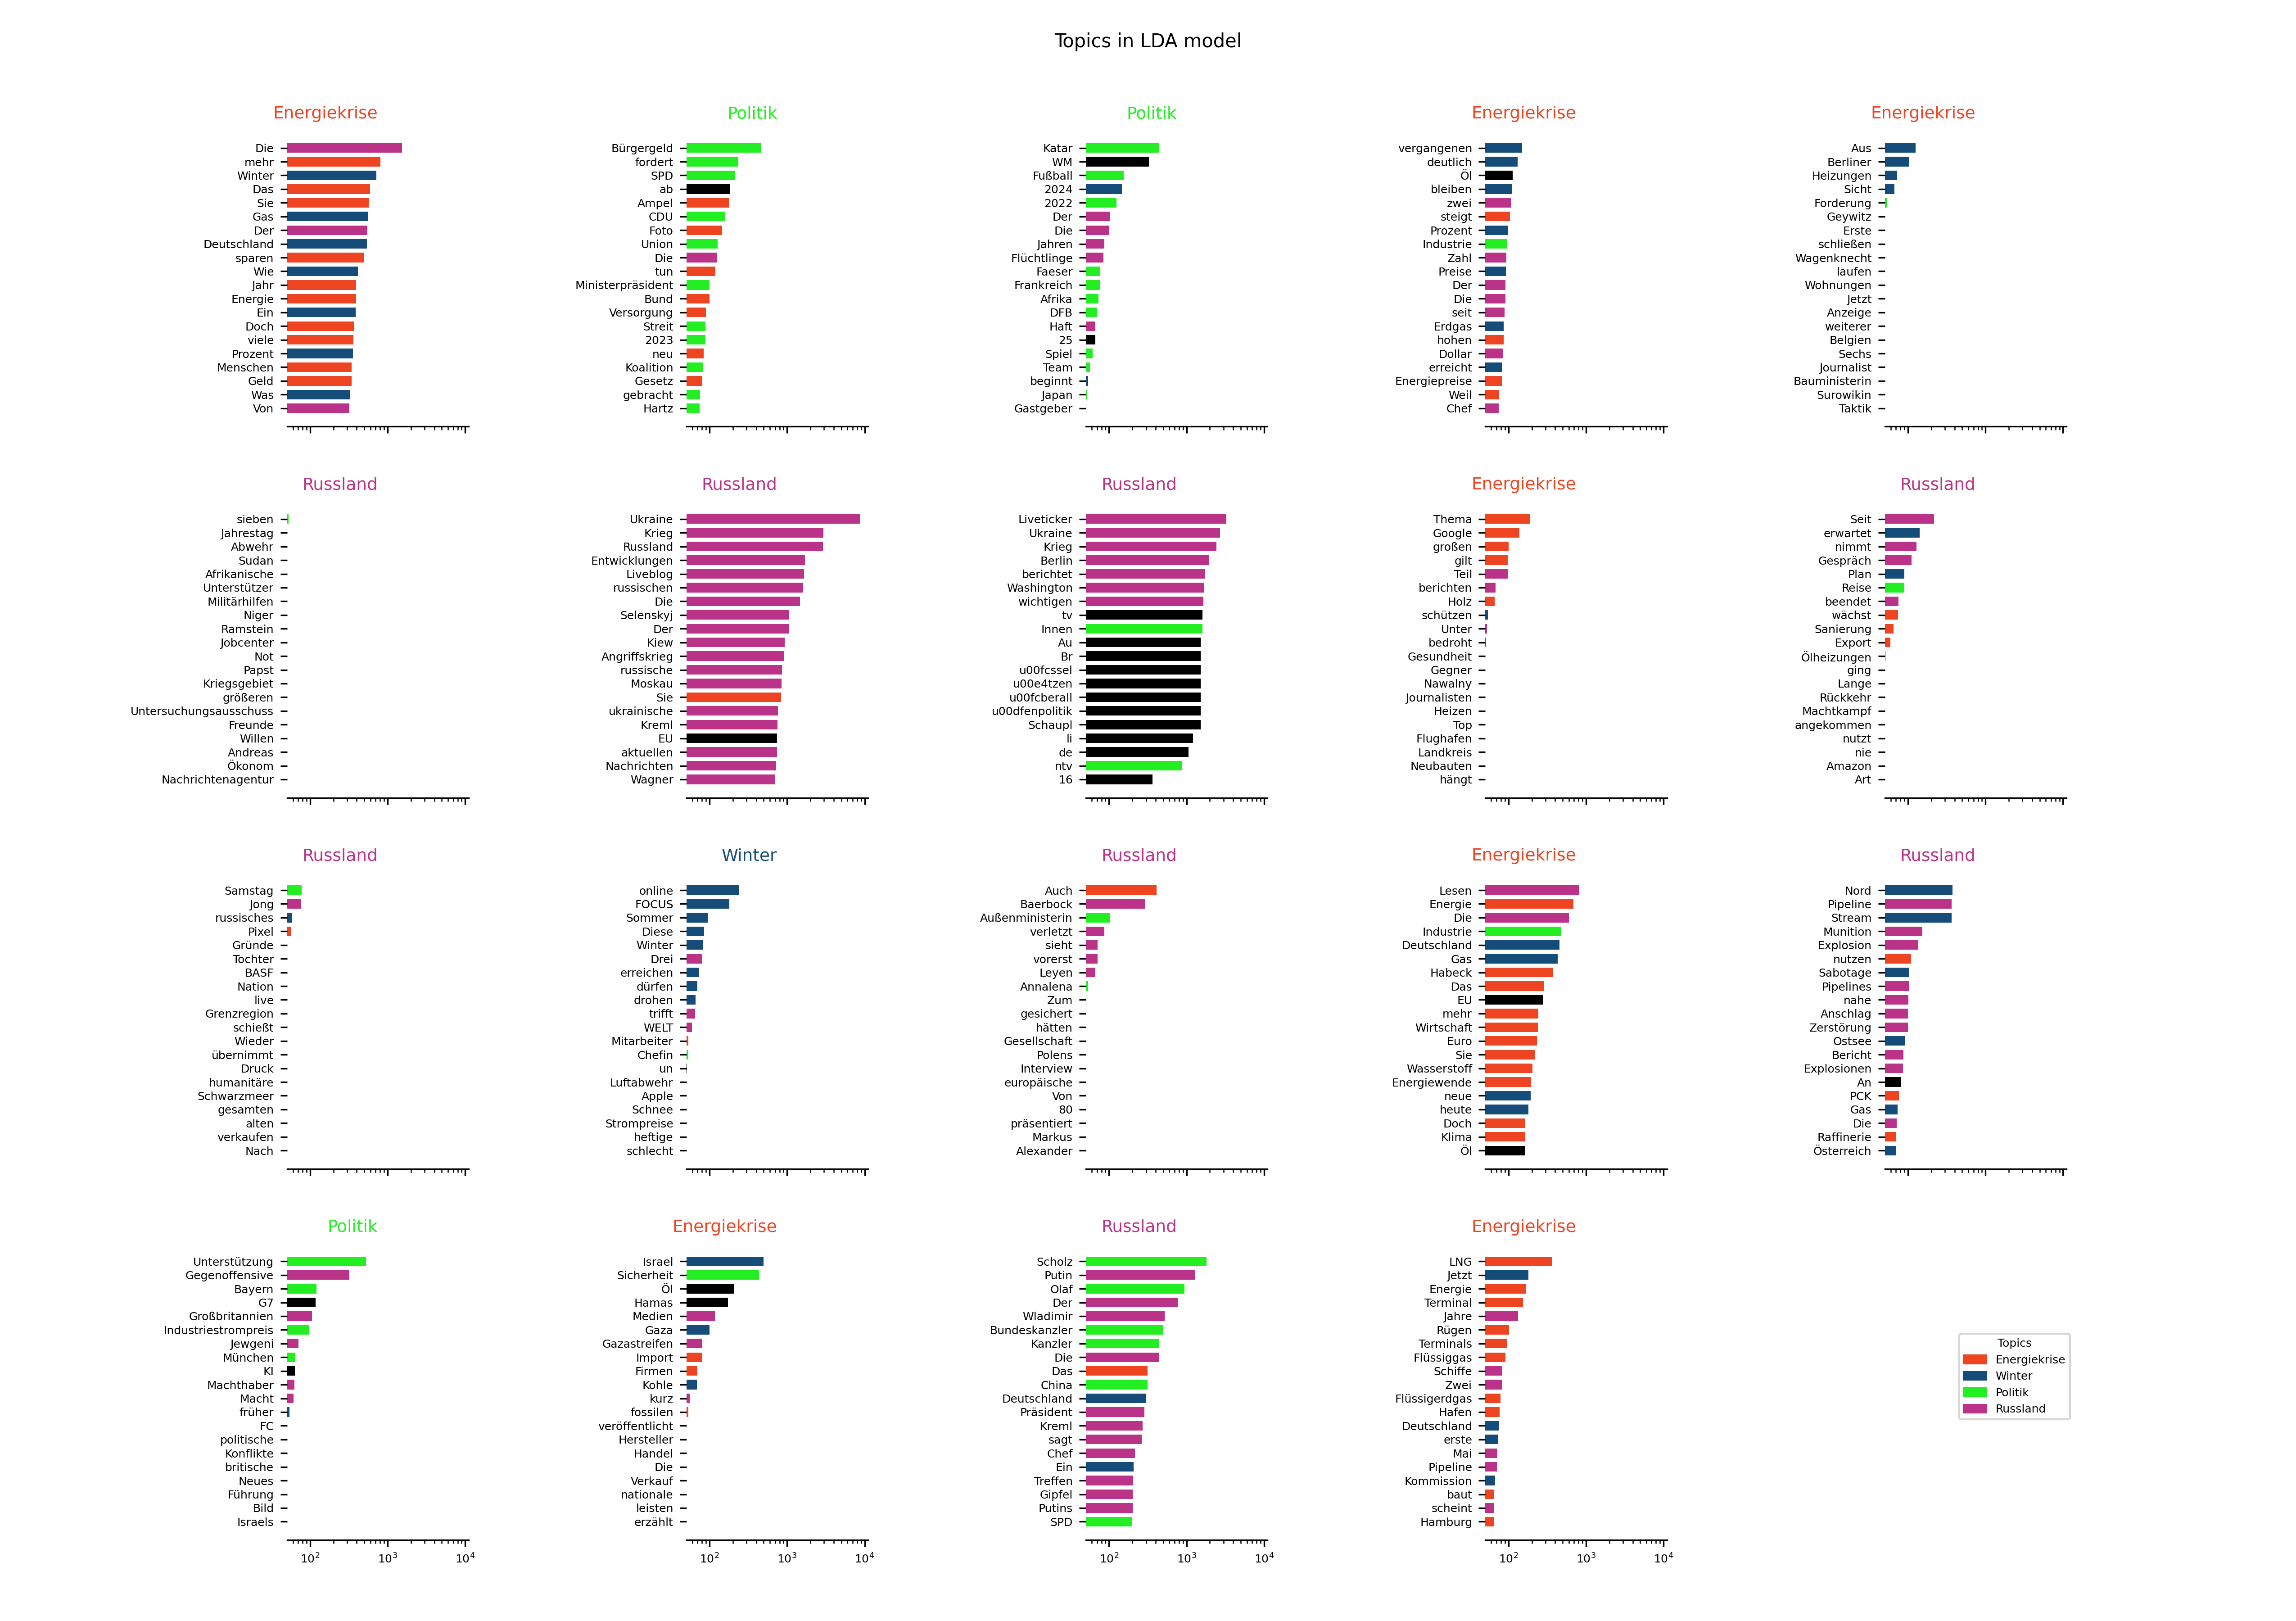 Topics in LDA model
Energiekrise
Die
mehr
Winter
Das
Sie
Gas
Der
Deutschland
sparen
Wie
Jahr
Energie
Ein
Doch
viele
Prozent
Menschen
Geld
Was
Von
Politik
Bürgergeld
fordert
SPD
ab
Ampel
CDU
Foto
Union
Die
tun
Ministerpräsident
Bund
Versorgung
Streit
2023
neu
Koalition
Gesetz
gebracht
Hartz
Politik
Katar
WM
Fußball
2024
2022
Der
Die
Jahren
Flüchtlinge
Faeser
Frankreich
Afrika
DFB
Haft
25
Spiel
Team
beginnt
Japan
Gastgeber
Energiekrise
vergangenen
deutlich
Öl
bleiben
zwei
steigt
Prozent
Industrie
Zahl
Preise
Der
Die
seit
Erdgas
hohen
Dollar
erreicht
Energiepreise
Weil
Chef
Energiekrise
Aus
Berliner
Heizungen
Sicht
Forderung
Geywitz
Erste
schließen
Wagenknecht
laufen
Wohnungen
Jetzt
Anzeige
weiterer
Belgien
Sechs
Journalist
Bauministerin
Surowikin
Taktik
Russland
sieben
Jahrestag
Abwehr
Sudan
Afrikanische
Unterstützer
Militärhilfen
Niger
Ramstein
Jobcenter
Not
Papst
Kriegsgebiet
größeren
Untersuchungsausschuss
Freunde
Willen
Andreas
Ökonom
Nachrichtenagentur
Russland
Ukraine
Krieg
Russland
Entwicklungen
Liveblog
russischen
Die
Selenskyj
Der
Kiew
Angriffskrieg
russische
Moskau
Sie
ukrainische
Kreml
EU
aktuellen
Nachrichten
Wagner
Russland
Liveticker
Ukraine
Krieg
Berlin
berichtet
Washington
wichtigen
tv
Innen
Au
Br
u00fcssel
u00e4tzen
u00fcberall
u00dfenpolitik
Schaupl
li
de
ntv
16
Energiekrise
Thema
Google
großen
gilt
Teil
berichten
Holz
schützen
Unter
bedroht
Gesundheit
Gegner
Nawalny
Journalisten
Heizen
Top
Flughafen
Landkreis
Neubauten
hängt
Russland
Seit
erwartet
nimmt
Gespräch
Plan
Reise
beendet
wächst
Sanierung
Export
Ölheizungen
ging
Lange
Rückkehr
Machtkampf
angekommen
nutzt
nie
Amazon
Art
Russland
Samstag
Jong
russisches
Pixel
Gründe
Tochter
BASF
Nation
live
Grenzregion
schießt
Wieder
übernimmt
Druck
humanitäre
Schwarzmeer
gesamten
alten
verkaufen
Nach
Winter
online
FOCUS
Sommer
Diese
Winter
Drei
erreichen
dürfen
drohen
trifft
WELT
Mitarbeiter
Chefin
un
Luftabwehr
Apple
Schnee
Strompreise
heftige
schlecht
Russland
Auch
Baerbock
Außenministerin
verletzt
sieht
vorerst
Leyen
Annalena
Zum
gesichert
hätten
Gesellschaft
Polens
Interview
europäische
Von
80
präsentiert
Markus
Alexander
Energiekrise
Lesen
Energie
Die
Industrie
Deutschland
Gas
Habeck
Das
EU
mehr
Wirtschaft
Euro
Sie
Wasserstoff
Energiewende
neue
heute
Doch
Klima
Öl
Russland
Nord
Pipeline
Stream
Munition
Explosion
nutzen
Sabotage
Pipelines
nahe
Anschlag
Zerstörung
Ostsee
Bericht
Explosionen
An
PCK
Gas
Die
Raffinerie
Österreich
Politik
Unterstützung
Gegenoffensive
Bayern
G7
Großbritannien
Industriestrompreis
Jewgeni
München
KI
Machthaber
Macht
früher
FC
politische
Konflikte
britische
Neues
Führung
Bild
Israels
10² 10³ 10⁴
Energiekrise
Israel
Sicherheit
Öl
Hamas
Medien
Gaza
Gazastreifen
Import
Firmen
Kohle
kurz
fossilen
veröffentlicht
Hersteller
Handel
Die
Verkauf
nationale
leisten
erzählt
10² 10³ 10⁴
Russland
Scholz
Putin
Olaf
Der
Wladimir
Bundeskanzler
Kanzler
Die
Das
China
Deutschland
Präsident
Kreml
sagt
Chef
Ein
Treffen
Gipfel
Putins
SPD
10² 10³ 10⁴
Energiekrise
LNG
Jetzt
Energie
Terminal
Jahre
Rügen
Terminals
Flüssiggas
Schiffe
Zwei
Flüssigerdgas
Hafen
Deutschland
erste
Mai
Pipeline
Kommission
baut
scheint
Hamburg
10² 10³ 10⁴
Topics
Energiekrise
Winter
Politik
Russland